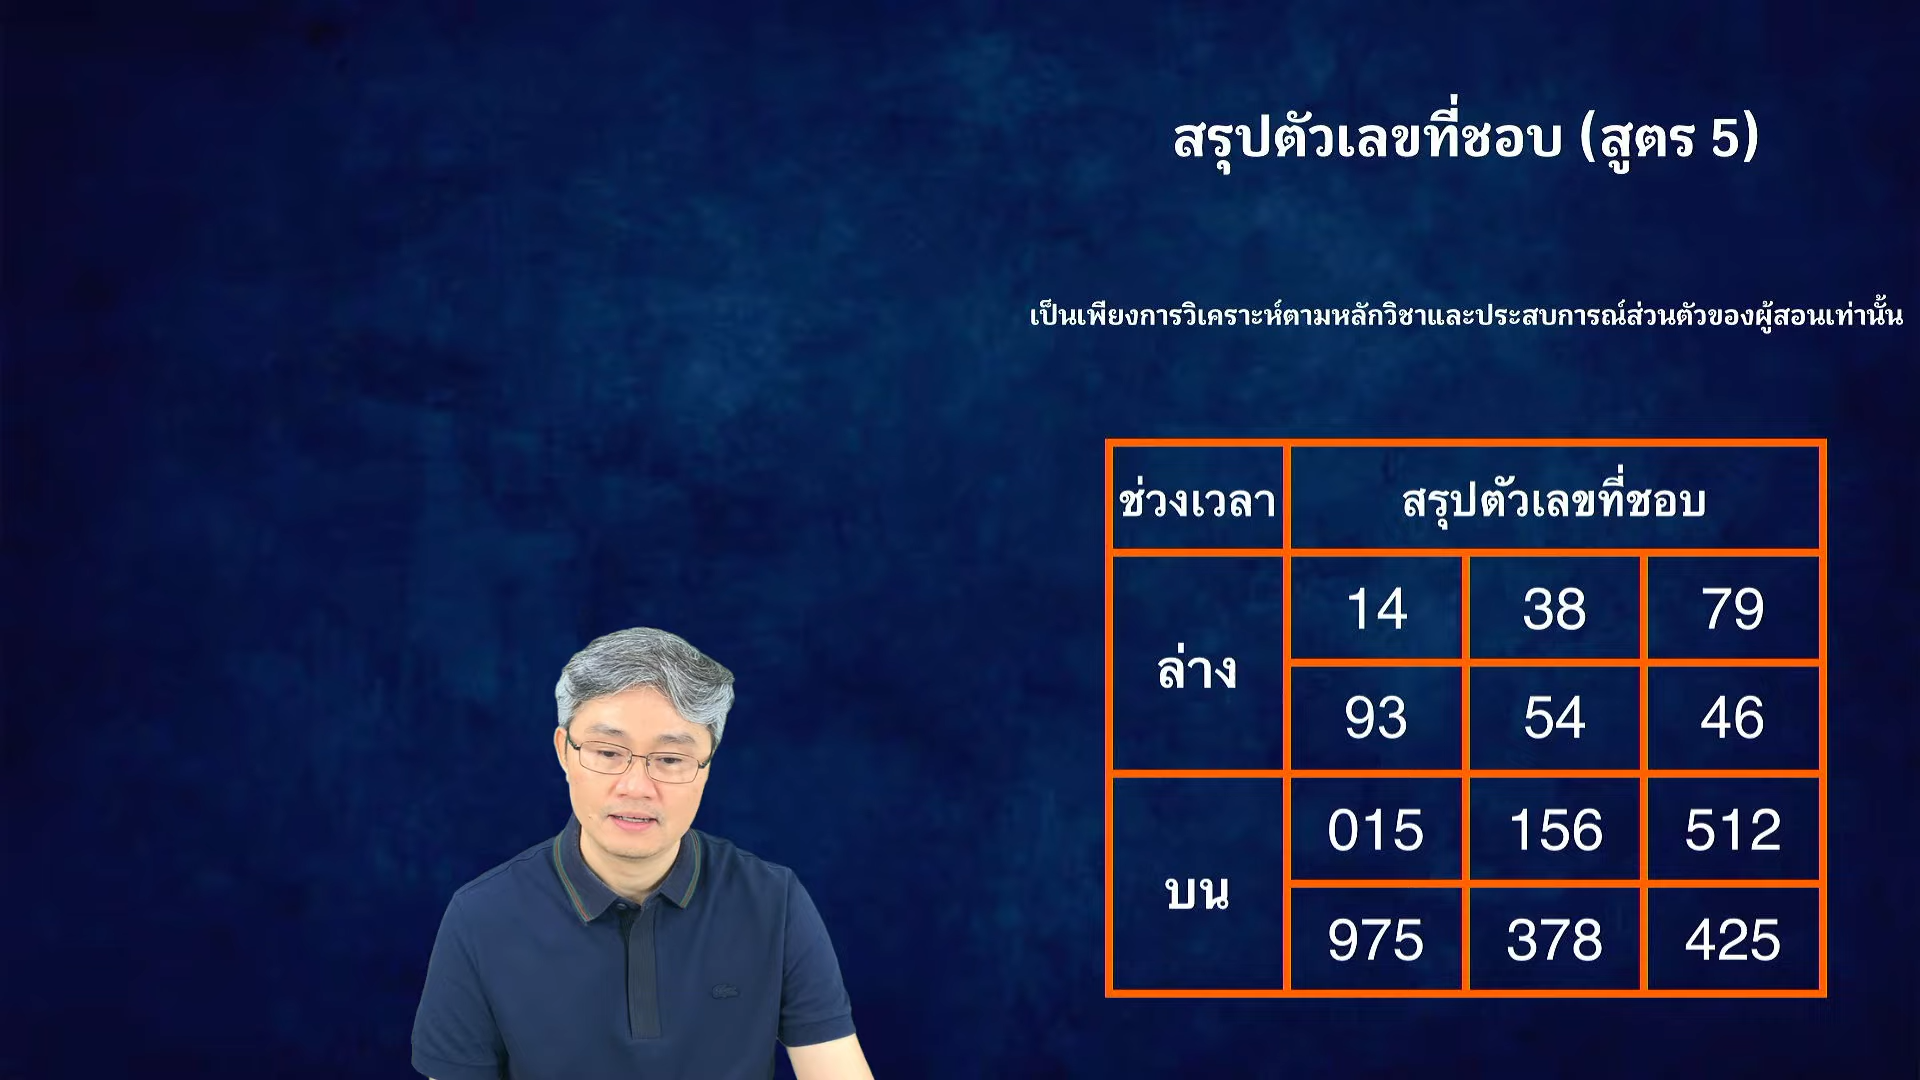 สรุปตัวเลขที่ชอบ (สูตร 5)
เป็นเพียงการวิเคราะห์ตามหลักวิชาและประสบการณ์ส่วนตัวของผู้สอนเท่านั้น
ช่วงเวลา สรุปตัวเลขที่ชอบ
ล่าง 14 38 79
93 54 46
บน 015 156 512
975 378 425